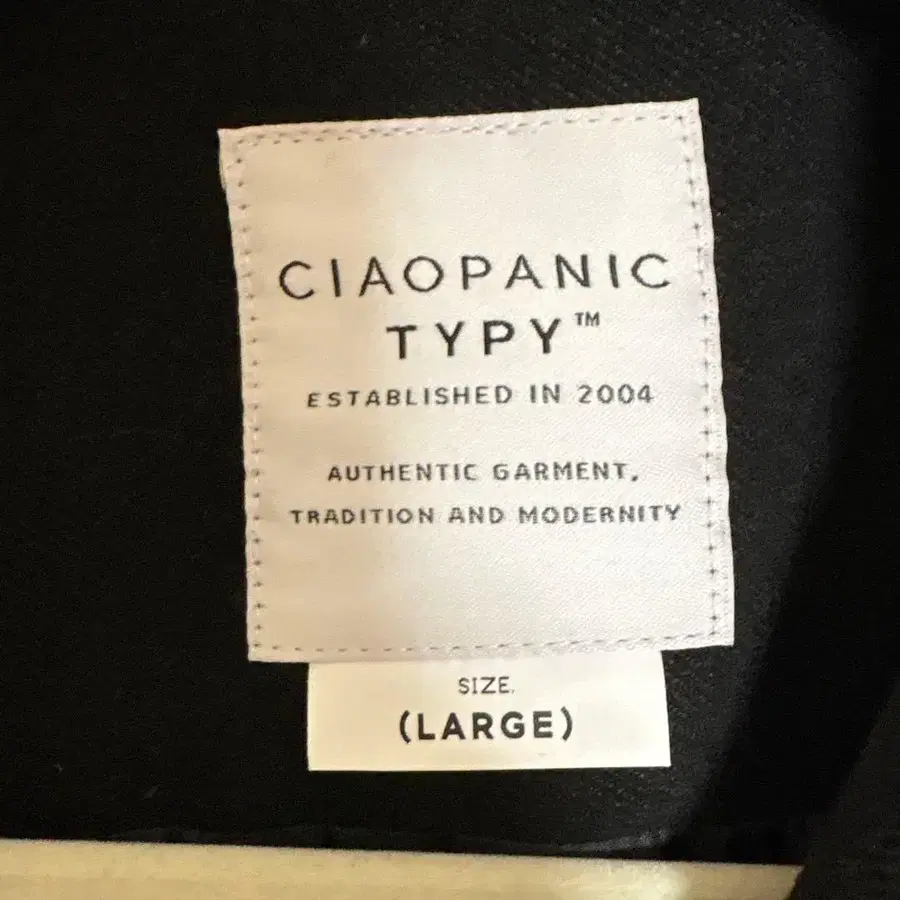 CIAOPANIC
TYPY™
ESTABLISHED IN 2004
AUTHENTIC GARMENT.
TRADITION AND MODERNITY
SIZE.
(LARGE)